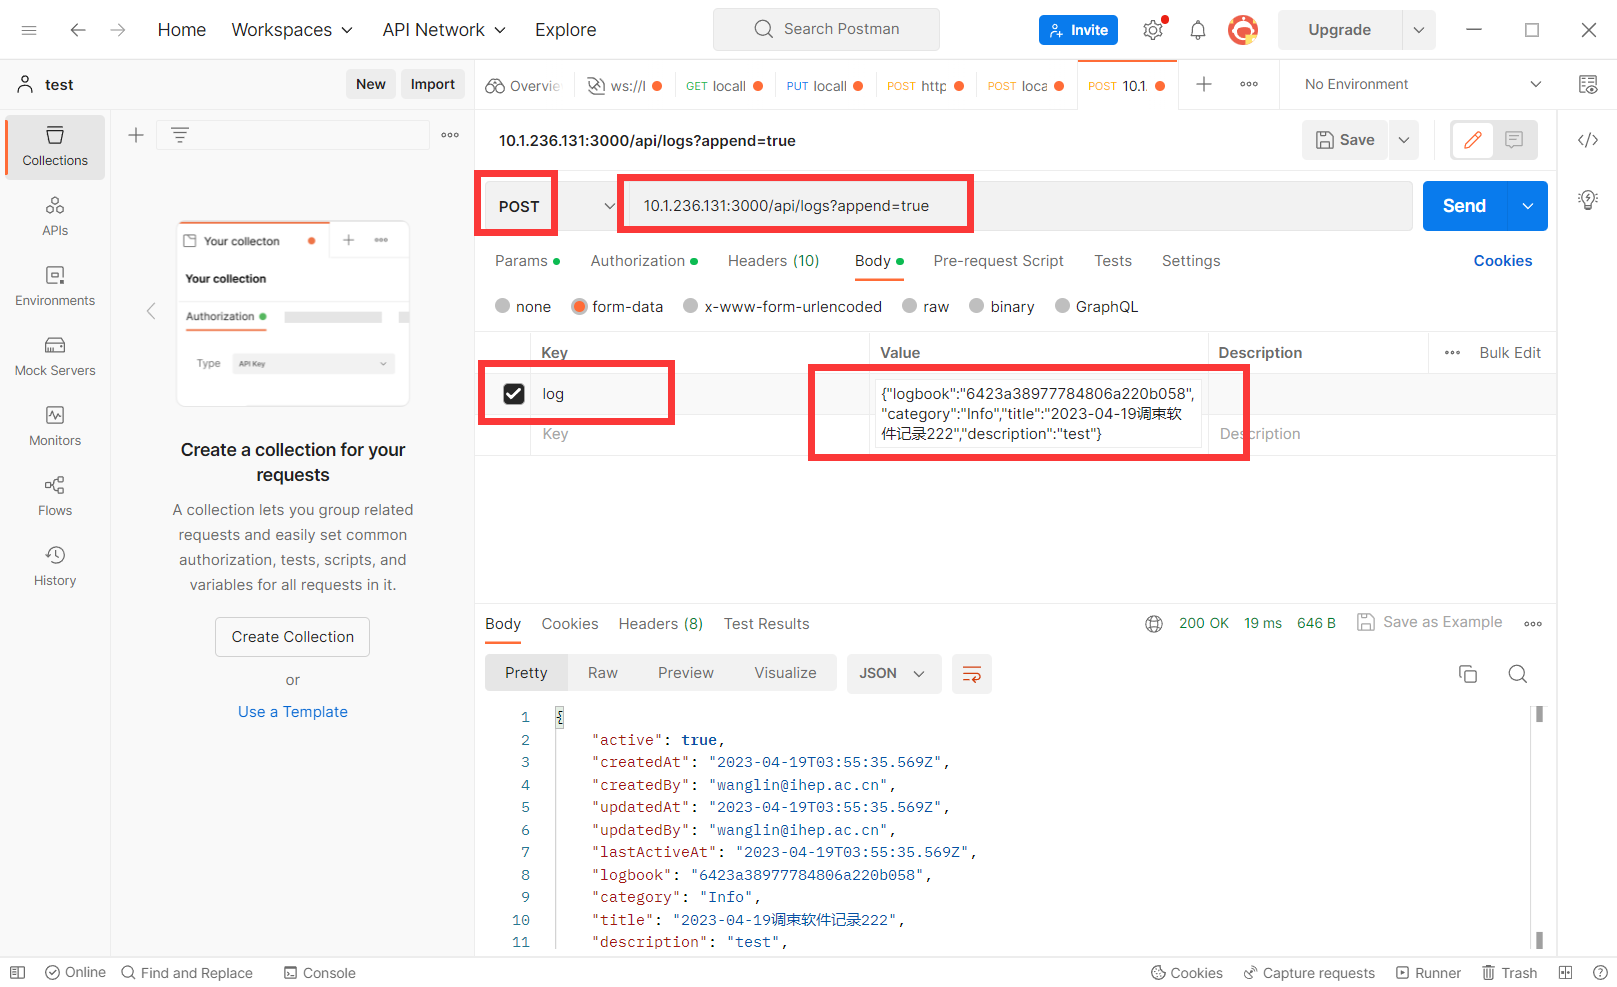 Home Workspaces API Network Explore Search Postman Invite Upgrade
test New Import
Overvie ws://l GET locall PUT locall POST http POST loca POST 10.1. No Environment
Collections
APIs
Environments
Mock Servers
Monitors
Flows
History
Your collecton
Your collection
Authorization
Type API Key
Create a collection for your
requests
A collection lets you group related
requests and easily set common
authorization, tests, scripts, and
variables for all requests in it.
Create Collection
or
Use a Template
10.1.236.131:3000/api/logs?append=true Save
POST 10.1.236.131:3000/api/logs?append=true Send
Params Authorization Headers (10) Body Pre-request Script Tests Settings Cookies
none form-data x-www-form-urlencoded raw binary GraphQL
Key Value Description Bulk Edit
log
{"logbook":"6423a38977784806a220b058",
"category":"Info","title":"2023-04-19调束软
件记录222","description":"test"}
Key Description
Body Cookies Headers (8) Test Results 200 OK 19 ms 646 B Save as Example
Pretty Raw Preview Visualize JSON
1 {
2 "active": true,
3 "createdAt": "2023-04-19T03:55:35.569Z",
4 "createdBy": "wanglin@ihep.ac.cn",
5 "updatedAt": "2023-04-19T03:55:35.569Z",
6 "updatedBy": "wanglin@ihep.ac.cn",
7 "lastActiveAt": "2023-04-19T03:55:35.569Z",
8 "logbook": "6423a38977784806a220b058",
9 "category": "Info",
10 "title": "2023-04-19调束软件记录222",
11 "description": "test",
Online Find and Replace Console Cookies Capture requests Runner Trash